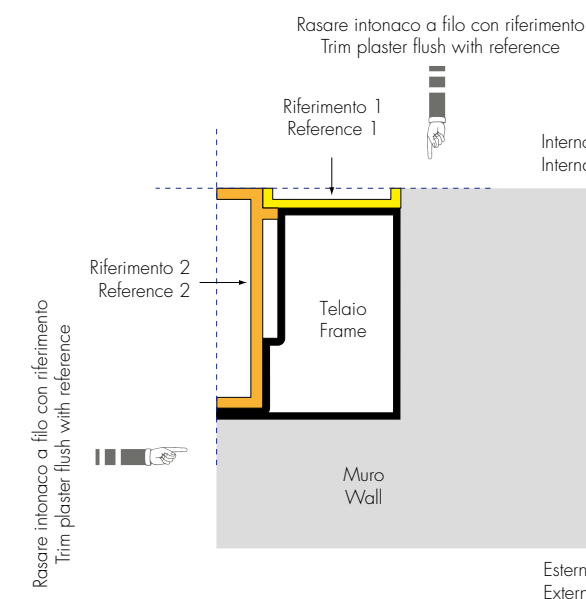 Rasare intonaco a filo con riferimento
Trim plaster flush with reference
Riferimento 1
Reference 1
Riferimento 2
Reference 2
Telaio
Frame
Rasare intonaco a filo con riferimento
Trim plaster flush with reference
Muro
Wall